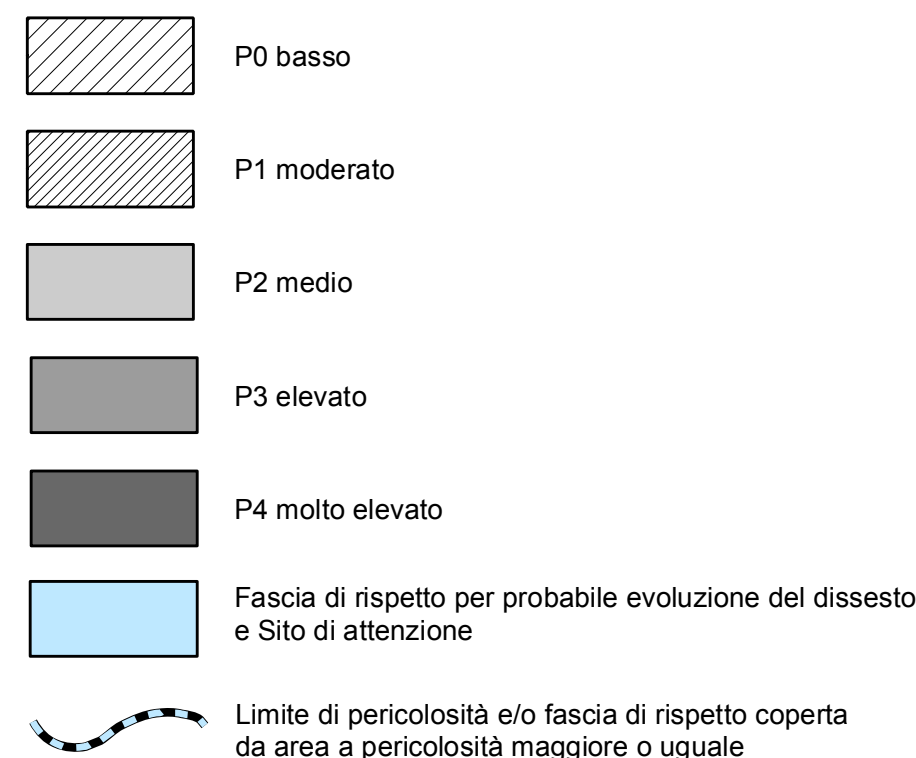 P0 basso
P1 moderato
P2 medio
P3 elevato
P4 molto elevato
Fascia di rispetto per probabile evoluzione del dissesto
e Sito di attenzione
Limite di pericolosità e/o fascia di rispetto coperta
da area a pericolosità maggiore o uguale